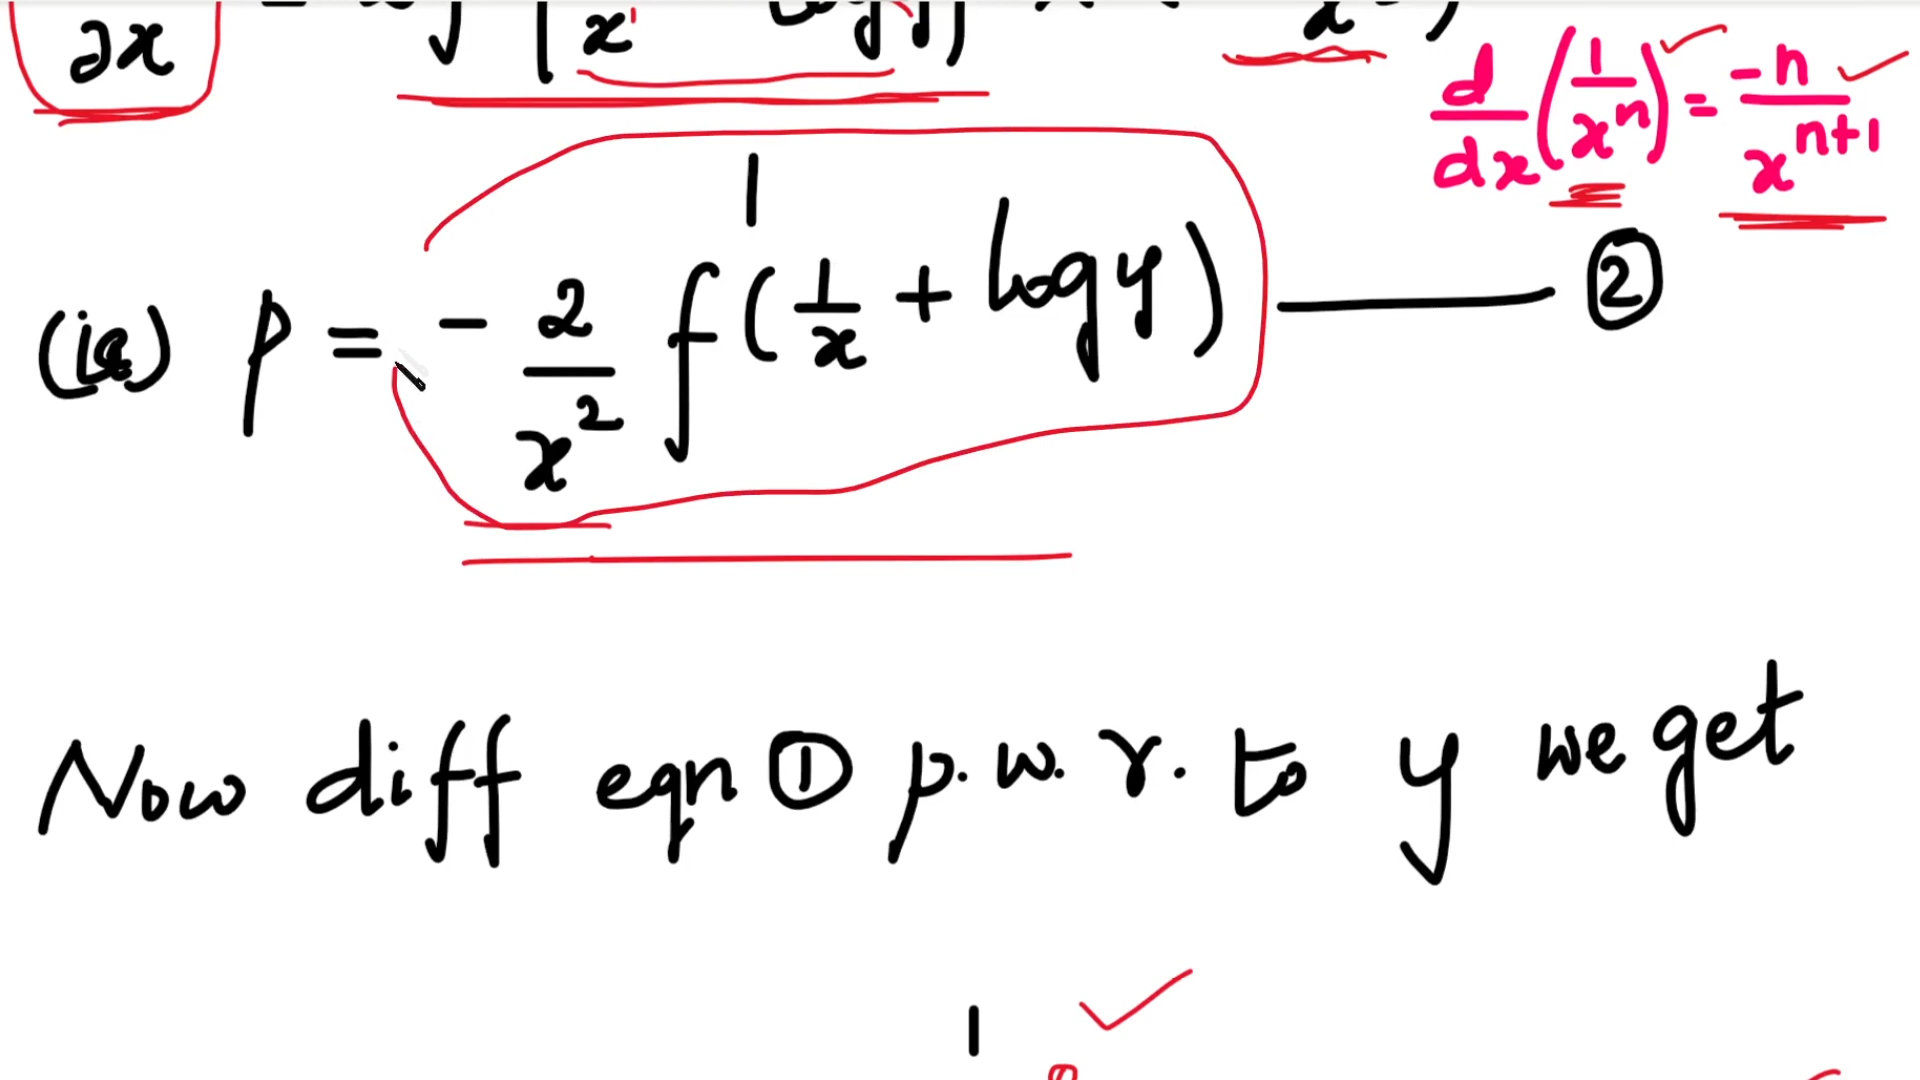 ∂x
d/dx (1/xⁿ) = -n/xⁿ⁺¹
(ie) p = - 2/x² f'(1/x + log y) ——— ②
Now diff eqn ① p.w.r. to y we get